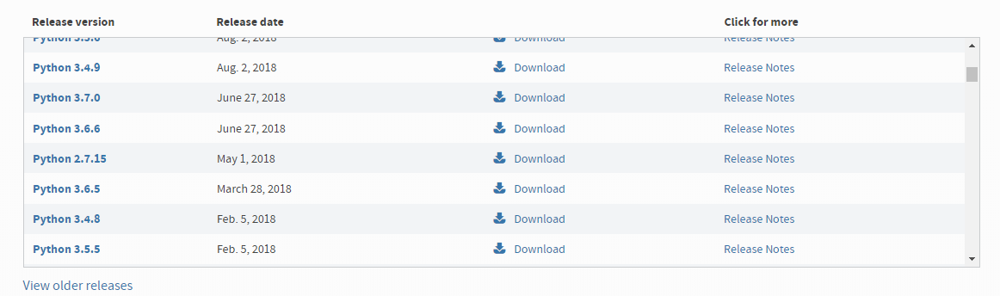 Release version Release date Click for more
Python 3.5.6 Aug. 2, 2018 Download Release Notes
Python 3.4.9 Aug. 2, 2018 Download Release Notes
Python 3.7.0 June 27, 2018 Download Release Notes
Python 3.6.6 June 27, 2018 Download Release Notes
Python 2.7.15 May 1, 2018 Download Release Notes
Python 3.6.5 March 28, 2018 Download Release Notes
Python 3.4.8 Feb. 5, 2018 Download Release Notes
Python 3.5.5 Feb. 5, 2018 Download Release Notes
View older releases